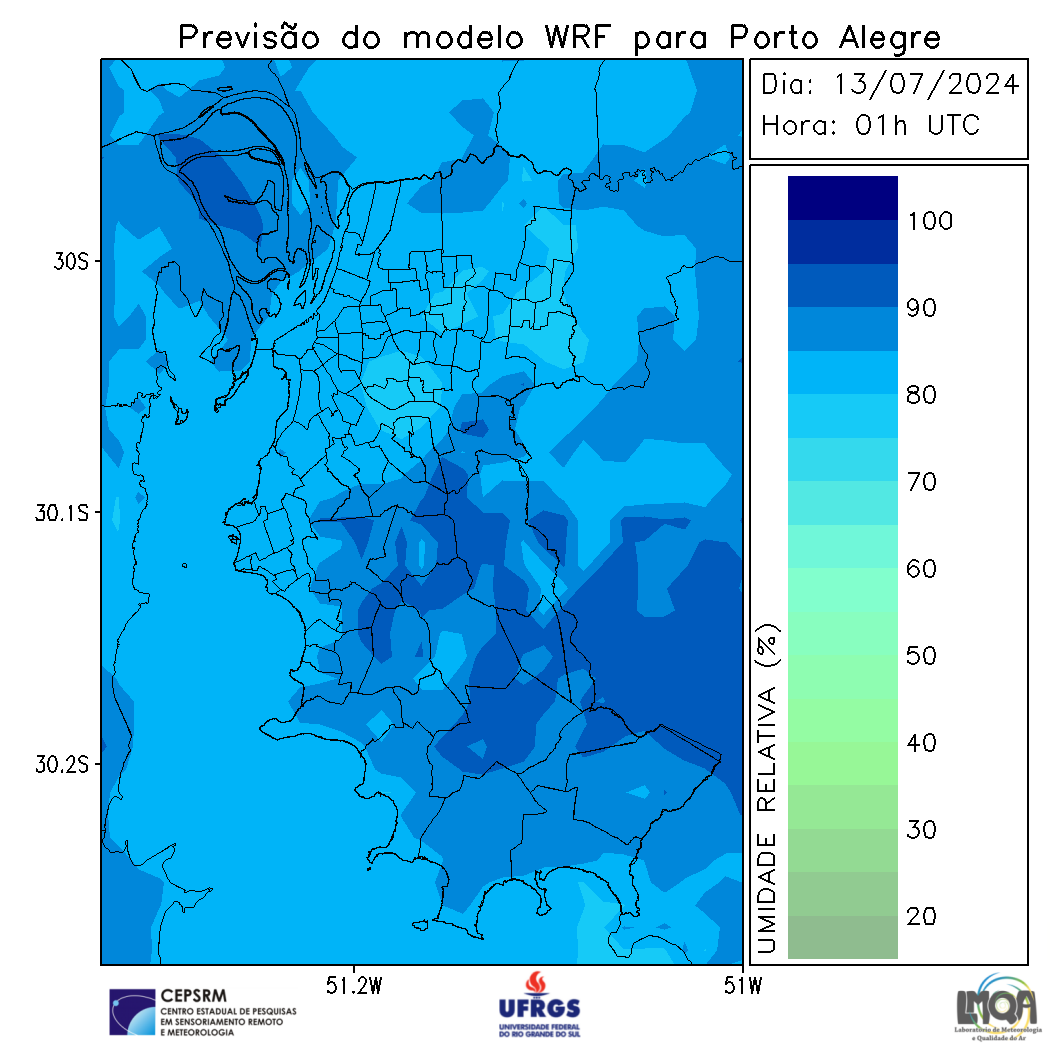 Previsão do modelo WRF para Porto Alegre
Dia: 13/07/2024
Hora: 01h UTC
30S
30.1S
30.2S
51.2W
51W
100
90
80
70
60
50
40
30
20
UMIDADE RELATIVA (%)
CEPSRM
CENTRO ESTADUAL DE PESQUISAS
EM SENSORIAMENTO REMOTO
E METEOROLOGIA
UFRGS
UNIVERSIDADE FEDERAL
DO RIO GRANDE DO SUL
LMQA
Laboratório de Meteorologia
e Qualidade do Ar